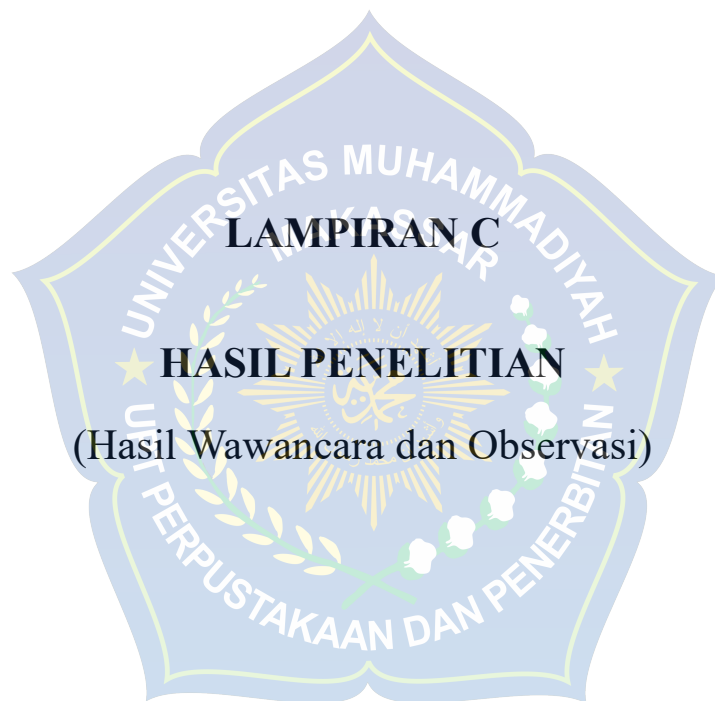 UNIVERSITAS MUHAMMADIYAH
MAKASSAR
LAMPIRAN C
HASIL PENELITIAN
(Hasil Wawancara dan Observasi)
UPT PERPUSTAKAAN DAN PENERBITAN